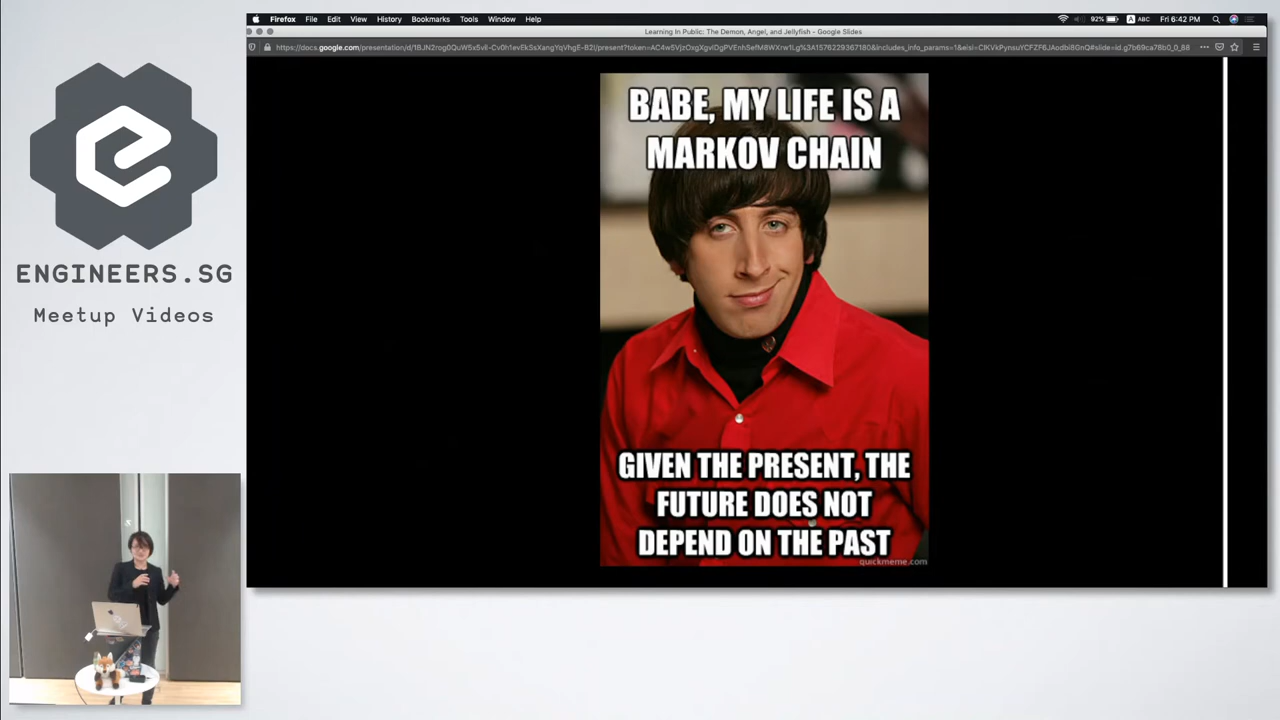 Firefox File Edit View History Bookmarks Tools Window Help
92% A ABC Fri 6:42 PM
Learning In Public: The Demon, Angel, and Jellyfish - Google Slides
BABE, MY LIFE IS A
MARKOV CHAIN
GIVEN THE PRESENT, THE
FUTURE DOES NOT
DEPEND ON THE PAST
quickmeme.com
ENGINEERS.SG
Meetup Videos